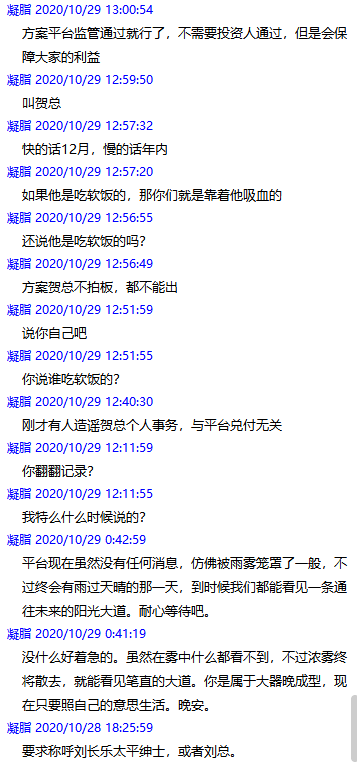 凝脂 2020/10/29 13:00:54
方案平台监管通过就行了，不需要投资人通过，但是会保
障大家的利益
凝脂 2020/10/29 12:59:50
叫贺总
凝脂 2020/10/29 12:57:32
快的话12月，慢的话年内
凝脂 2020/10/29 12:57:20
如果他是吃软饭的，那你们就是靠着他吸血的
凝脂 2020/10/29 12:56:55
还说他是吃软饭的吗?
凝脂 2020/10/29 12:56:49
方案贺总不拍板，都不能出
凝脂 2020/10/29 12:51:59
说你自己吧
凝脂 2020/10/29 12:51:55
你说谁吃软饭的?
凝脂 2020/10/29 12:40:30
刚才有人造谣贺总个人事务，与平台兑付无关
凝脂 2020/10/29 12:11:59
你翻翻记录?
凝脂 2020/10/29 12:11:55
我特么什么时候说的?
凝脂 2020/10/29 0:42:59
平台现在虽然没有任何消息，仿佛被雨雾笼罩了一般，不
过终会有雨过天晴的那一天，到时候我们都能看见一条通
往未来的阳光大道。耐心等待吧。
凝脂 2020/10/29 0:41:19
没什么好着急的。虽然在雾中什么都看不到，不过浓雾终
将散去，就能看见笔直的大道。你是属于大器晚成型，现
在只要照自己的意思生活。晚安。
凝脂 2020/10/28 18:25:59
要求称呼刘长乐太平绅士，或者刘总。